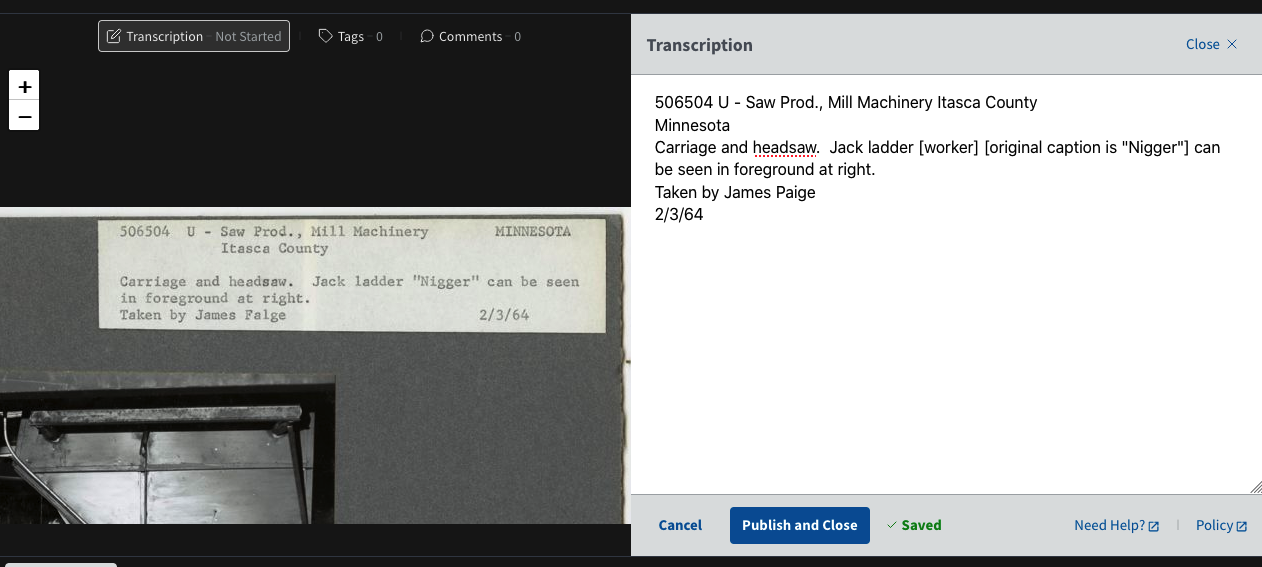 Transcription - Not Started
Tags - 0
Comments - 0
+
−
506504 U - Saw Prod., Mill Machinery MINNESOTA
Itasca County
Carriage and headsaw. Jack ladder "Nigger" can be seen
in foreground at right.
Taken by James Falge 2/3/64
Transcription
Close
506504 U - Saw Prod., Mill Machinery Itasca County
Minnesota
Carriage and headsaw. Jack ladder [worker] [original caption is "Nigger"] can
be seen in foreground at right.
Taken by James Paige
2/3/64
Cancel
Publish and Close
Saved
Need Help?
Policy